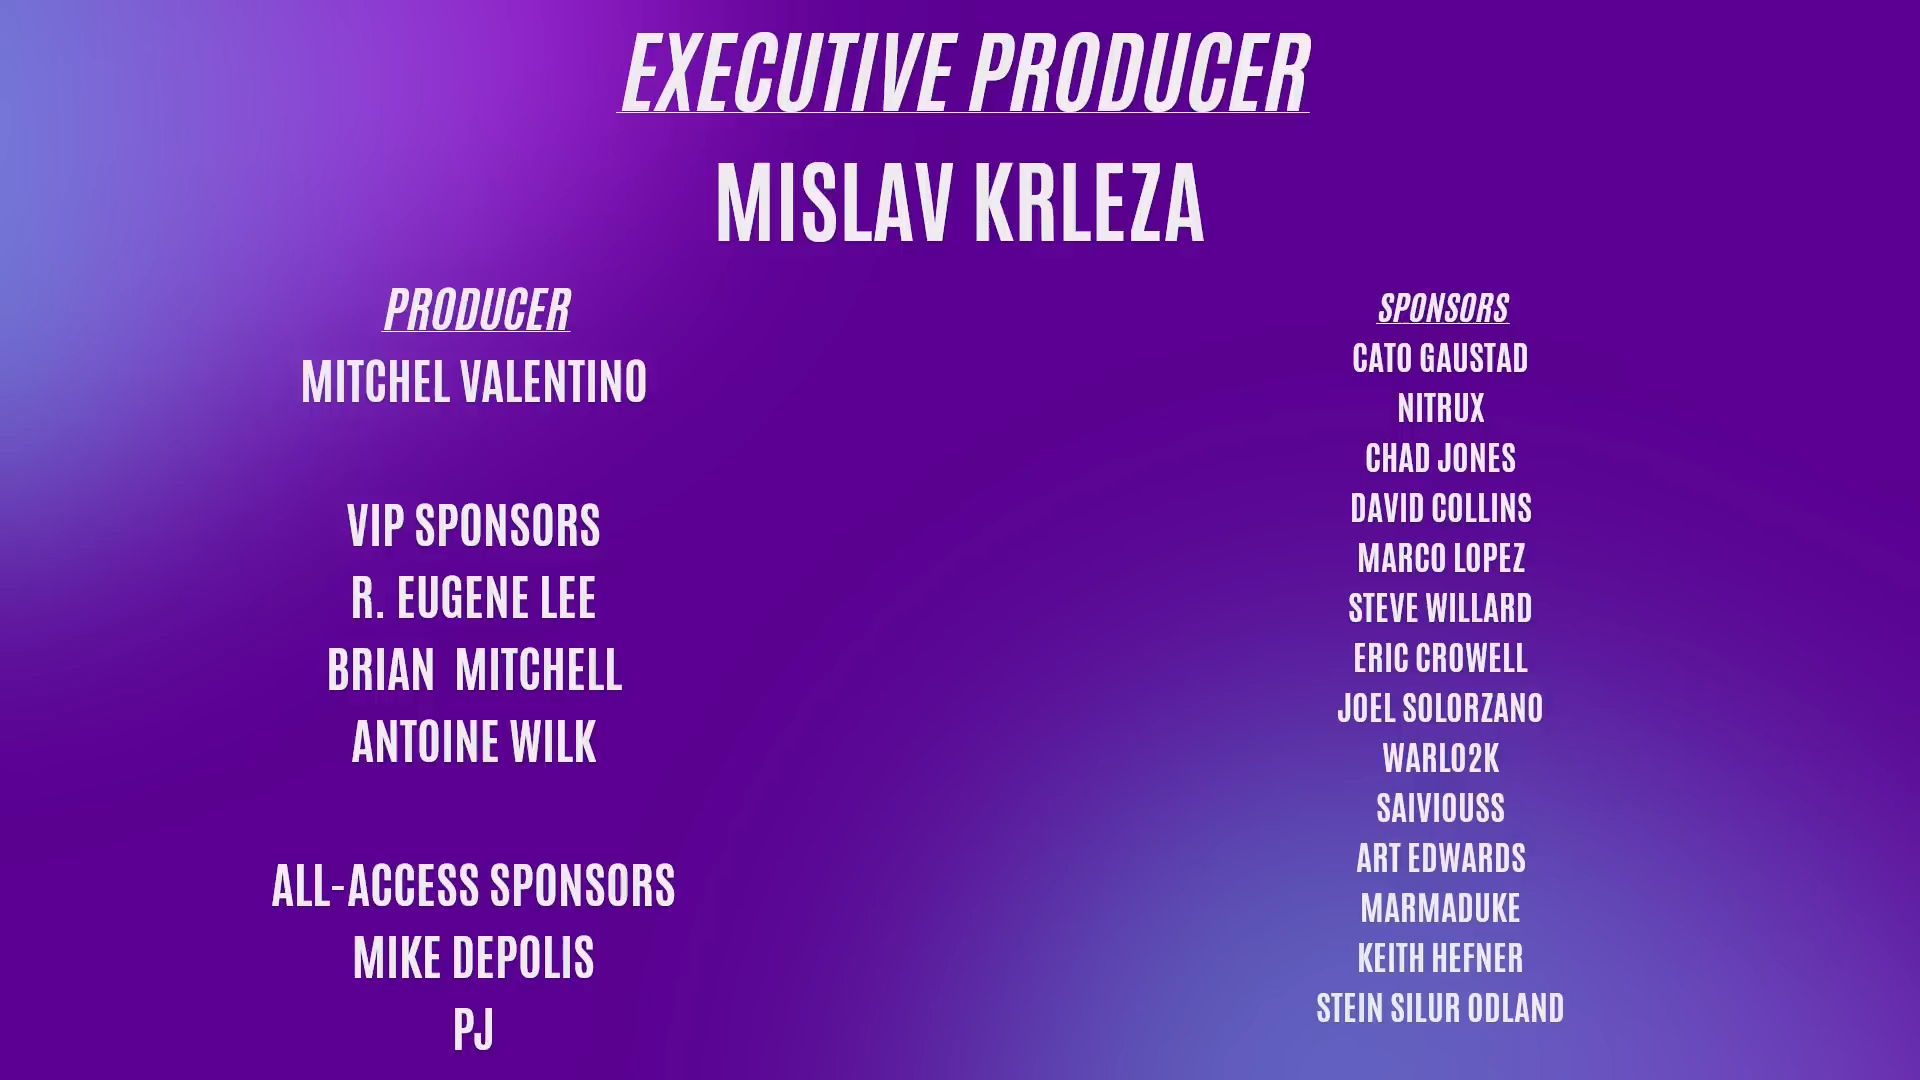 EXECUTIVE PRODUCER
MISLAV KRLEZA
PRODUCER
MITCHEL VALENTINO
VIP SPONSORS
R. EUGENE LEE
BRIAN  MITCHELL
ANTOINE WILK
ALL-ACCESS SPONSORS
MIKE DEPOLIS
PJ
SPONSORS
CATO GAUSTAD
NITRUX
CHAD JONES
DAVID COLLINS
MARCO LOPEZ
STEVE WILLARD
ERIC CROWELL
JOEL SOLORZANO
WARLO2K
SAIVIOUSS
ART EDWARDS
MARMADUKE
KEITH HEFNER
STEIN SILUR ODLAND